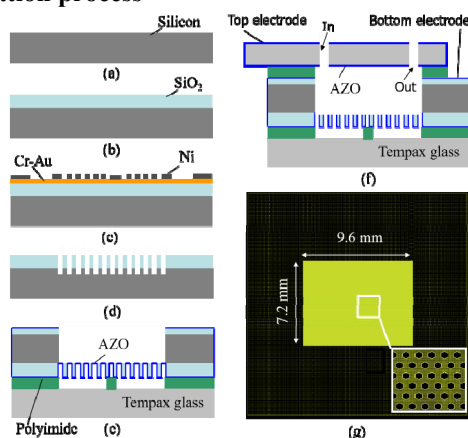 Silicon
(a)
SiO2
(b)
Cr-Au
Ni
(c)
(d)
AZO
Tempax glass
Polyimide
(e)
Top electrode
In
Bottom electrode
AZO
Out
Tempax glass
(f)
9.6 mm
7.2 mm
(g)